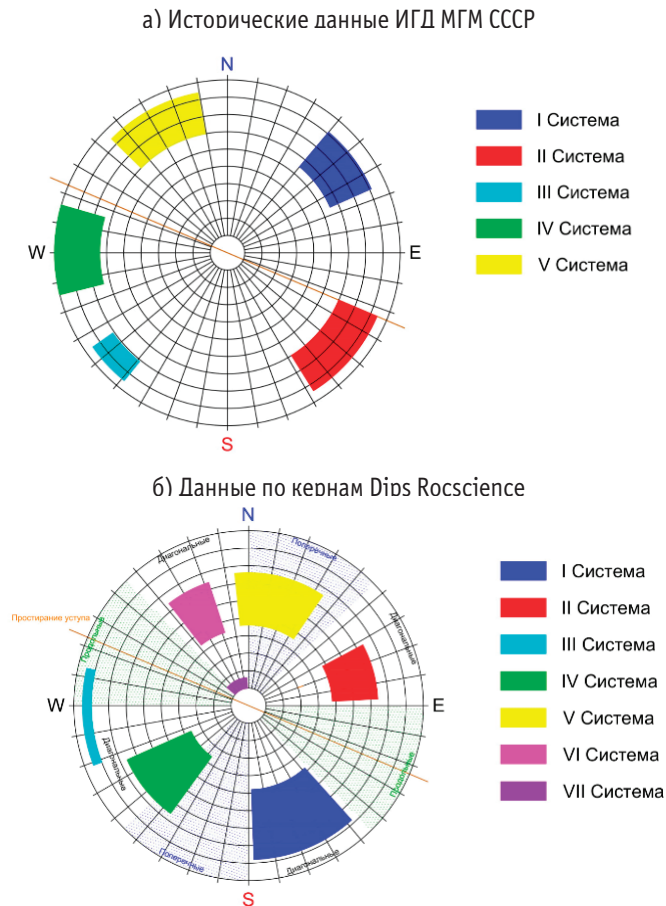 а) Исторические данные ИГД МГМ СССР
N
W
E
S
I Система
II Система
III Система
IV Система
V Система
б) Данные по кернам Dips Rocscience
N
Диагональные
Поперечные
Простирание уступа
Продольные
Диагональные
W
E
Диагональные
Продольные
Поперечные
Диагональные
S
I Система
II Система
III Система
IV Система
V Система
VI Система
VII Система